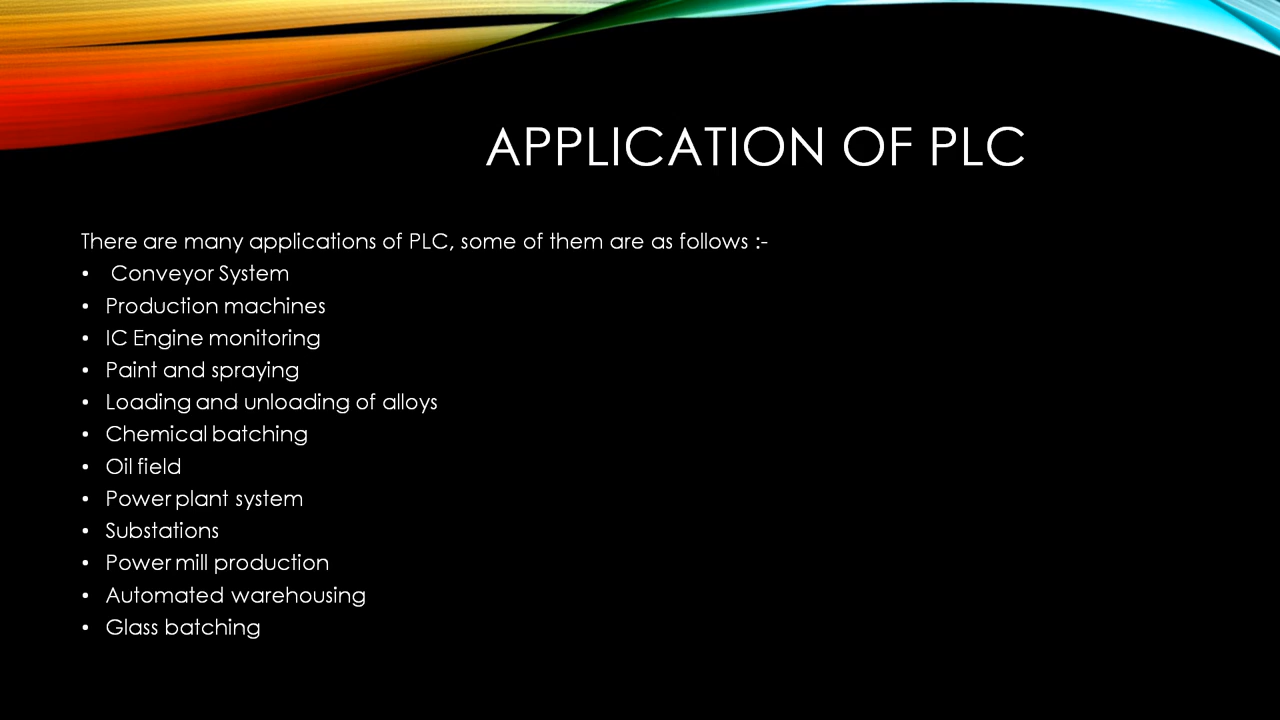 APPLICATION OF PLC
There are many applications of PLC, some of them are as follows :-
• Conveyor System
• Production machines
• IC Engine monitoring
• Paint and spraying
• Loading and unloading of alloys
• Chemical batching
• Oil field
• Power plant system
• Substations
• Power mill production
• Automated warehousing
• Glass batching